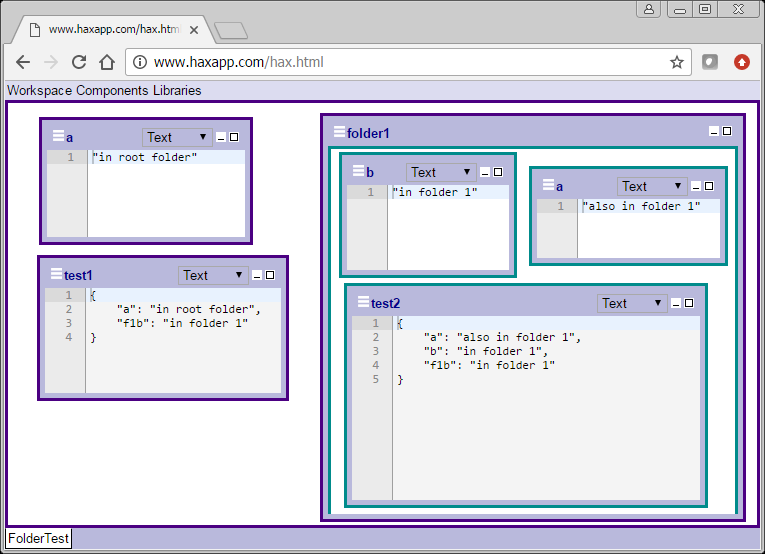 www.haxapp.com/hax.html
www.haxapp.com/hax.html
Workspace Components Libraries
a Text
1 "in root folder"
test1 Text
1 {
2 "a": "in root folder",
3 "f1b": "in folder 1"
4 }
folder1
b Text
1 "in folder 1"
a Text
1 "also in folder 1"
test2 Text
1 {
2 "a": "also in folder 1",
3 "b": "in folder 1",
4 "f1b": "in folder 1"
5 }
FolderTest